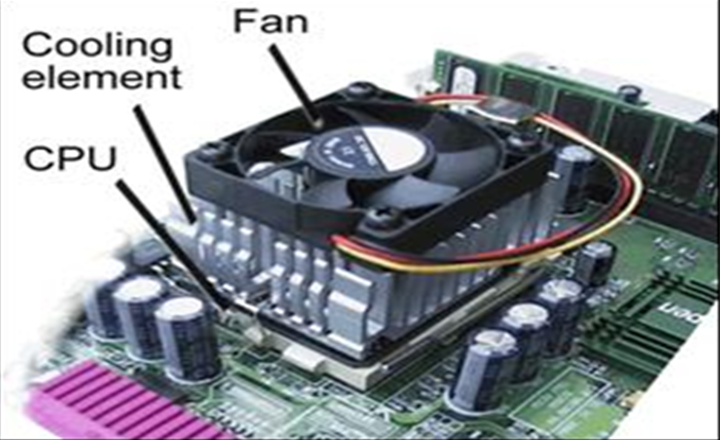 Fan
Cooling
element
CPU